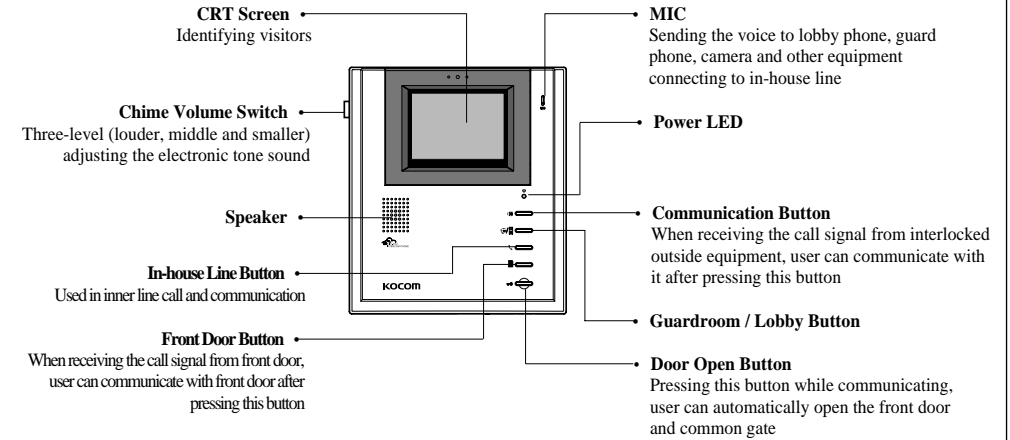 CRT Screen
Identifying visitors
Chime Volume Switch
Three-level (louder, middle and smaller)
adjusting the electronic tone sound
Speaker
In-house Line Button
Used in inner line call and communication
Front Door Button
When receiving the call signal from front door,
user can communicate with front door after
pressing this button
KOCOM
MIC
Sending the voice to lobby phone, guard
phone, camera and other equipment
connecting to in-house line
Power LED
Communication Button
When receiving the call signal from interlocked
outside equipment, user can communicate with
it after pressing this button
Guardroom / Lobby Button
Door Open Button
Pressing this button while communicating,
user can automatically open the front door
and common gate